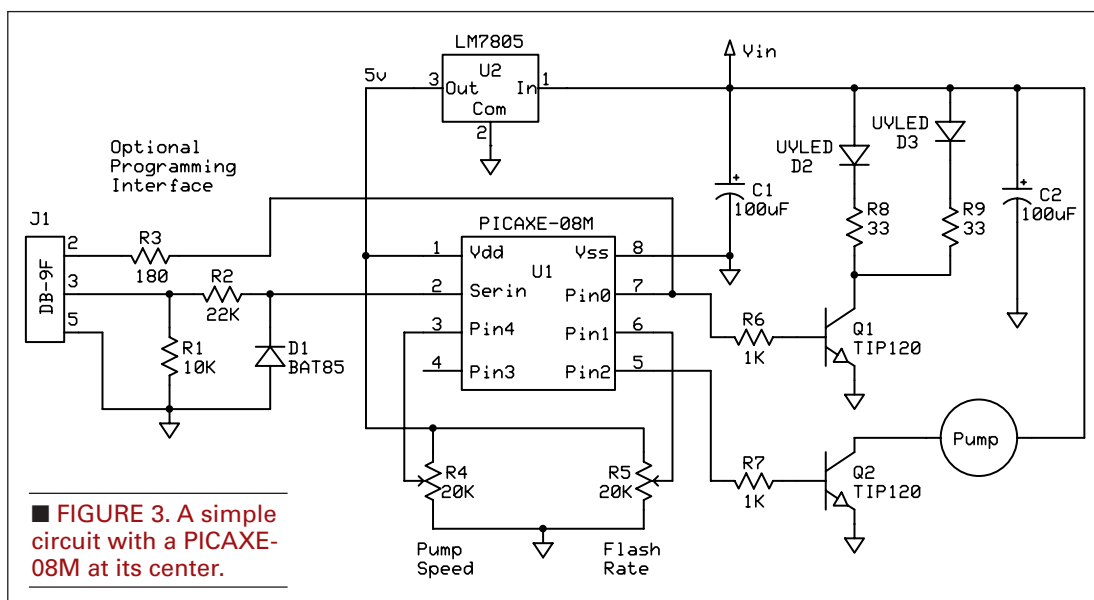 LM7805
5v
3
Out
U2
In
1
Com
2
Vin
Optional
Programming
Interface
UVLED
D2
UVLED
D3
C1
100uF
+
R8
33
R9
33
+
C2
100uF
J1
DB-9F
2
3
5
R3
180
R2
22K
R1
10K
D1
BAT85
PICAXE-08M
U1
1
Vdd
Vss
8
2
Serin
Pin0
7
3
Pin4
Pin1
6
4
Pin3
Pin2
5
R6
1K
Q1
TIP120
R4
20K
R5
20K
R7
1K
Q2
TIP120
Pump
Pump
Speed
Flash
Rate
■ FIGURE 3. A simple
circuit with a PICAXE-
08M at its center.